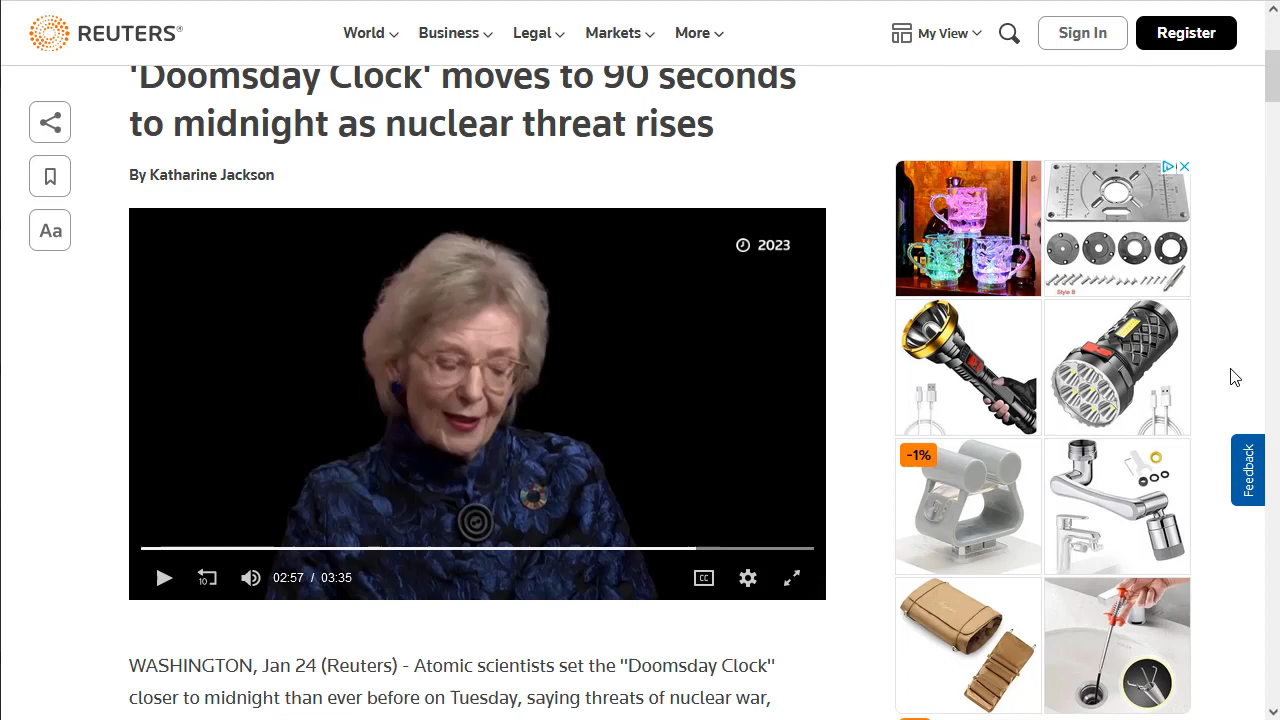 REUTERS®
World
Business
Legal
Markets
More
My View
Sign In
Register
'Doomsday Clock' moves to 90 seconds
to midnight as nuclear threat rises
By Katharine Jackson
Aa
2023
02:57 / 03:35
CC
10
WASHINGTON, Jan 24 (Reuters) - Atomic scientists set the "Doomsday Clock"
closer to midnight than ever before on Tuesday, saying threats of nuclear war,
Style B
-1%
Feedback